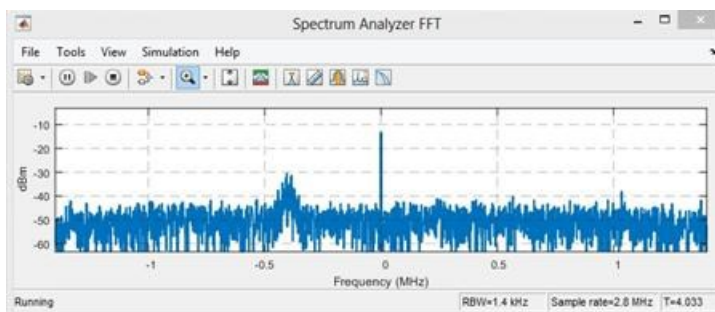 Spectrum Analyzer FFT
File Tools View Simulation Help
-10
-20
-30
-40
-50
-60
dBm
-1 -0.5 0 0.5 1
Frequency (MHz)
Running RBW=1.4 kHz Sample rate=2.8 MHz T=4.033